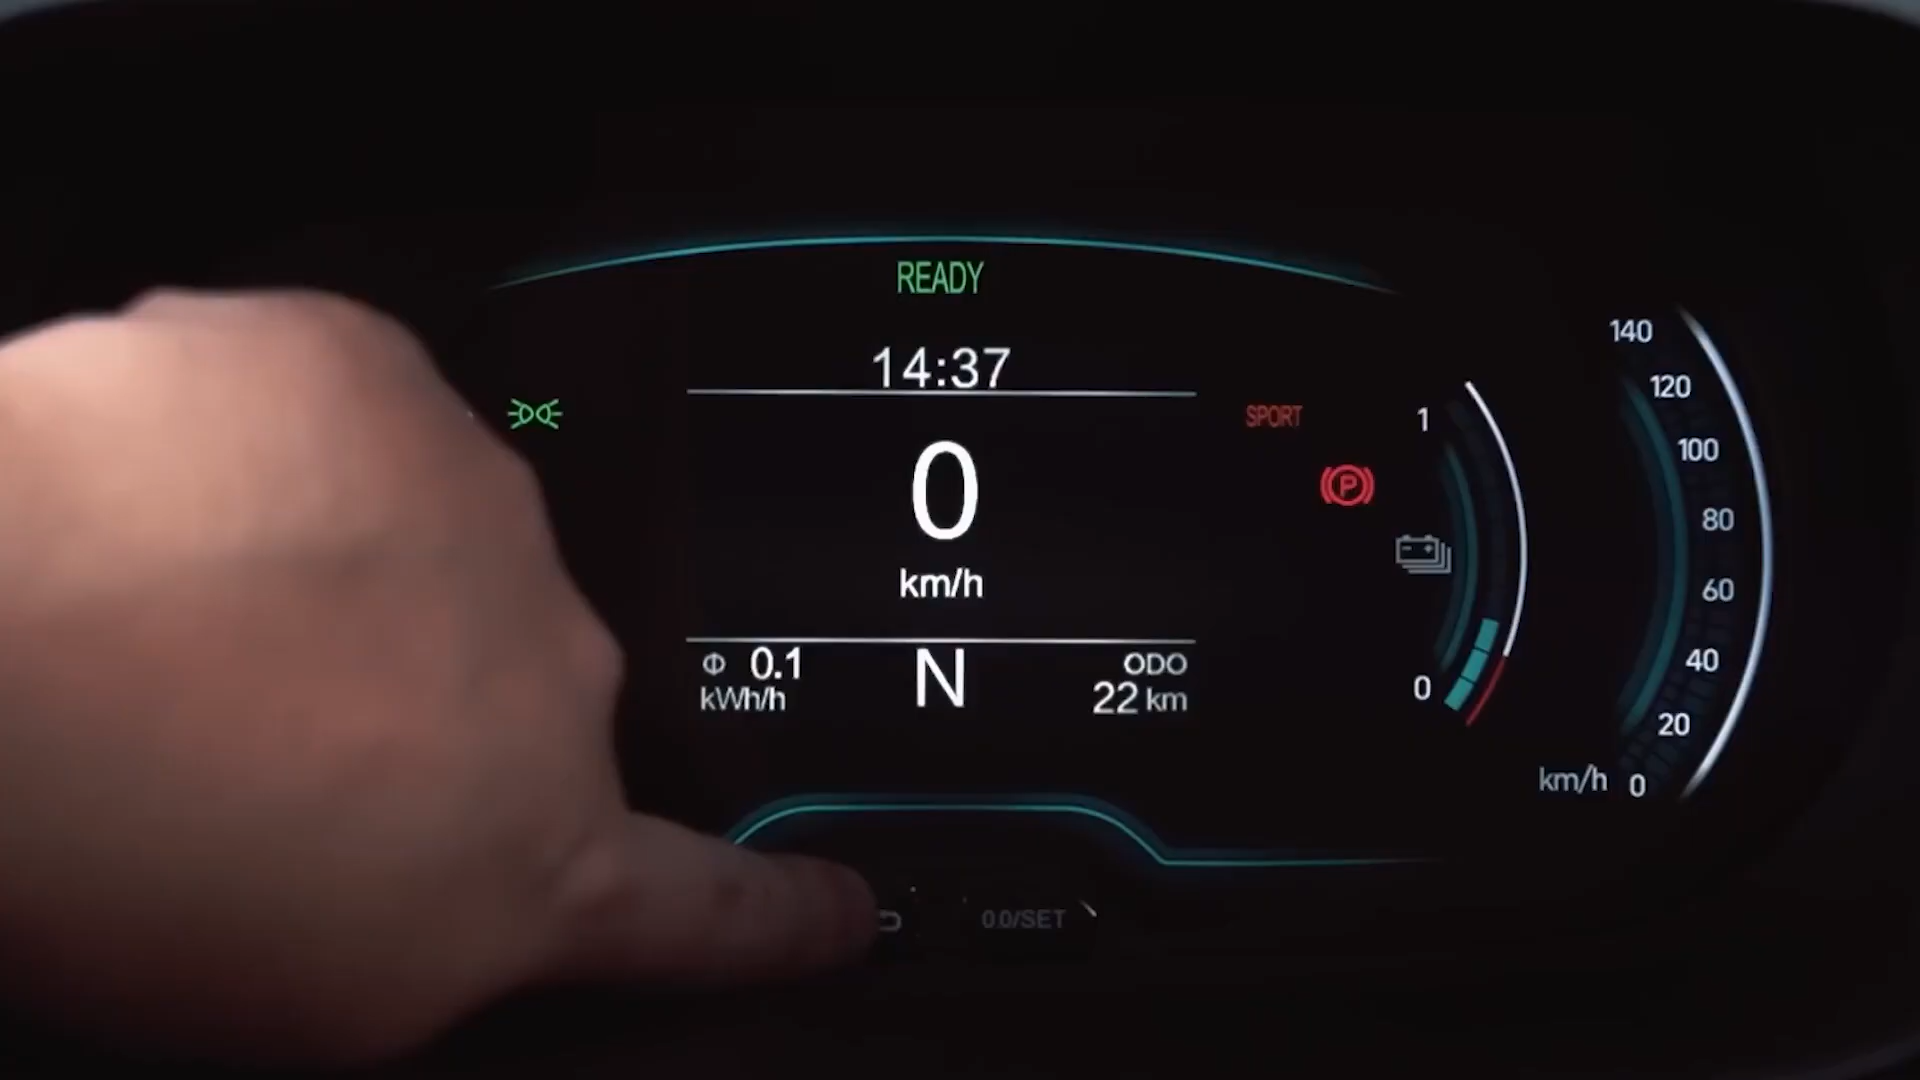 READY
14:37
SPORT
0
km/h
Φ 0.1
kWh/h
N
ODO
22 km
P
1
0
140
120
100
80
60
40
20
km/h 0
0.0/SET